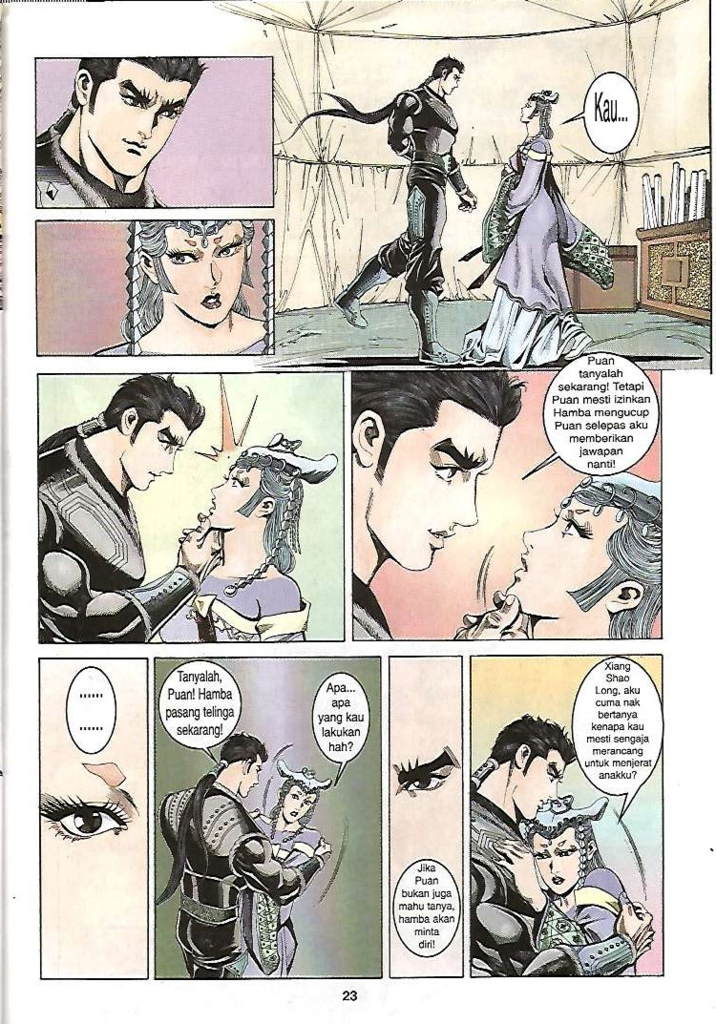 Kau...
Puan
tanyalah
sekarang! Tetapi
Puan mesti izinkan
Hamba mengucup
Puan selepas aku
memberikan
jawapan
nanti!
......
......
Tanyalah,
Puan! Hamba
pasang telinga
sekarang!
Apa...
apa
yang kau
lakukan
hah?
Jika
Puan
bukan juga
mahu tanya,
hamba akan
minta
diri!
Xiang
Shao
Long, aku
cuma nak
bertanya
kenapa kau
mesti sengaja
merancang
untuk menjerat
anakku?
23